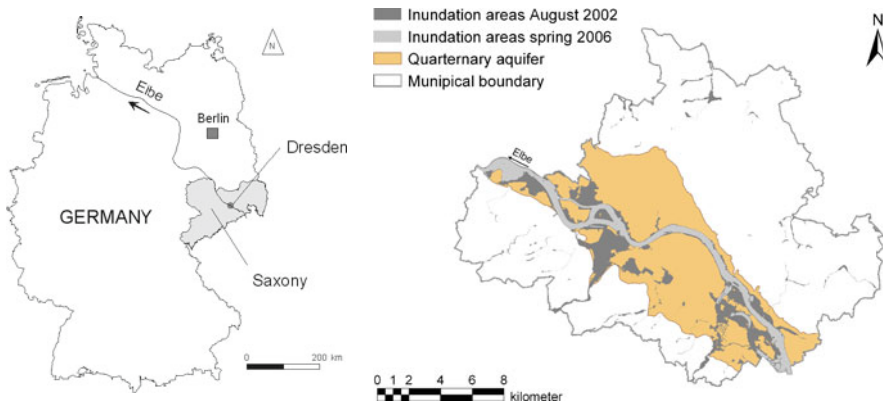 N
Elbe
Berlin
Dresden
GERMANY
Saxony
0 200 km
Inundation areas August 2002
Inundation areas spring 2006
Quarternary aquifer
Munipical boundary
N
Elbe
0 1 2 4 6 8
kilometer